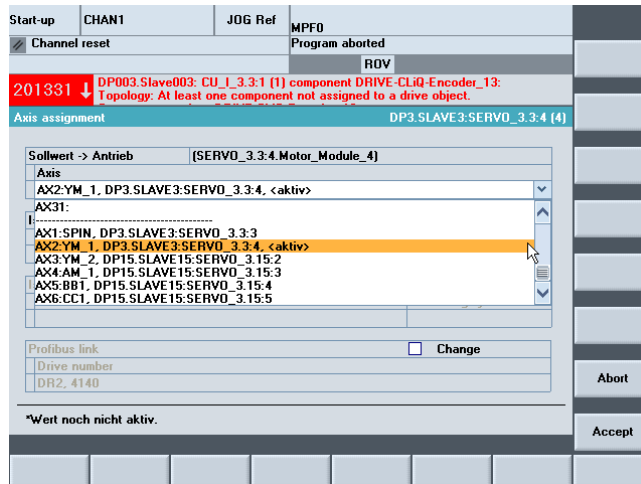 Start-up CHAN1 JOG Ref MPF0
Channel reset Program aborted
ROV
201331 DP003.Slave003: CU_I_3.3:1 (1) component DRIVE-CLiQ-Encoder_13:
Topology: At least one component not assigned to a drive object.
Axis assignment DP3.SLAVE3:SERVO_3.3:4 (4)
Sollwert -> Antrieb (SERVO_3.3:4.Motor_Module_4)
Axis
AX2:YM_1, DP3.SLAVE3:SERVO_3.3:4, <aktiv>
AX31:
---------------------------------------
AX1:SPIN, DP3.SLAVE3:SERVO_3.3:3
AX2:YM_1, DP3.SLAVE3:SERVO_3.3:4, <aktiv>
AX3:YM_2, DP15.SLAVE15:SERVO_3.15:2
AX4:AM_1, DP15.SLAVE15:SERVO_3.15:3
AX5:BB1, DP15.SLAVE15:SERVO_3.15:4
AX6:CC1, DP15.SLAVE15:SERVO_3.15:5
Profibus link Change
Drive number
DR2, 4140
Abort
*Wert noch nicht aktiv.
Accept